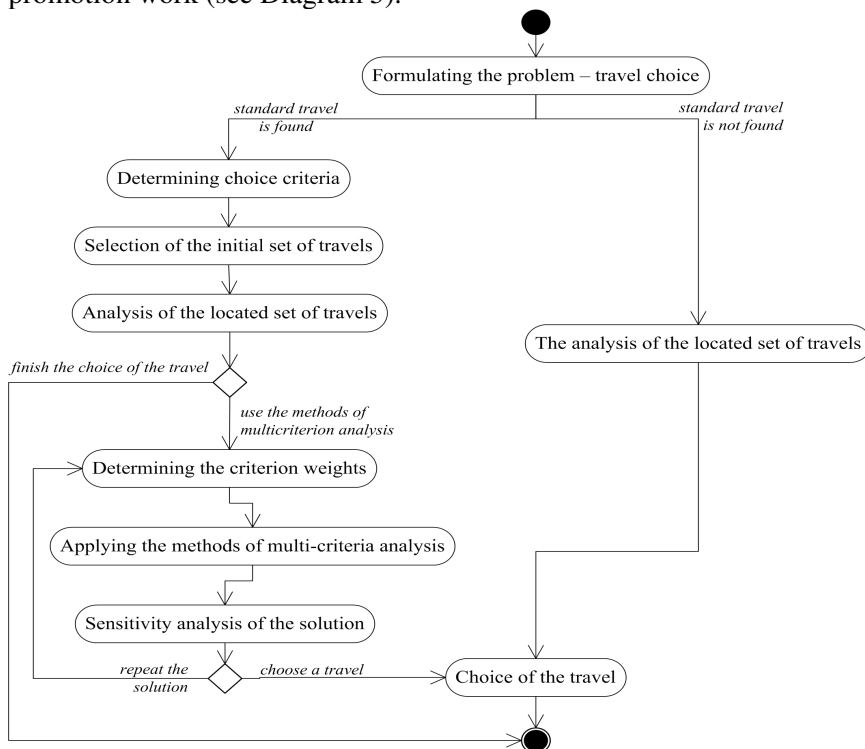 promotion work (see Diagram 3).
Formulating the problem – travel choice
standard travel
is found
standard travel
is not found
Determining choice criteria
Selection of the initial set of travels
Analysis of the located set of travels
The analysis of the located set of travels
finish the choice of the travel
use the methods of
multicriterion analysis
Determining the criterion weights
Applying the methods of multi-criteria analysis
Sensitivity analysis of the solution
repeat the
solution
choose a travel
Choice of the travel